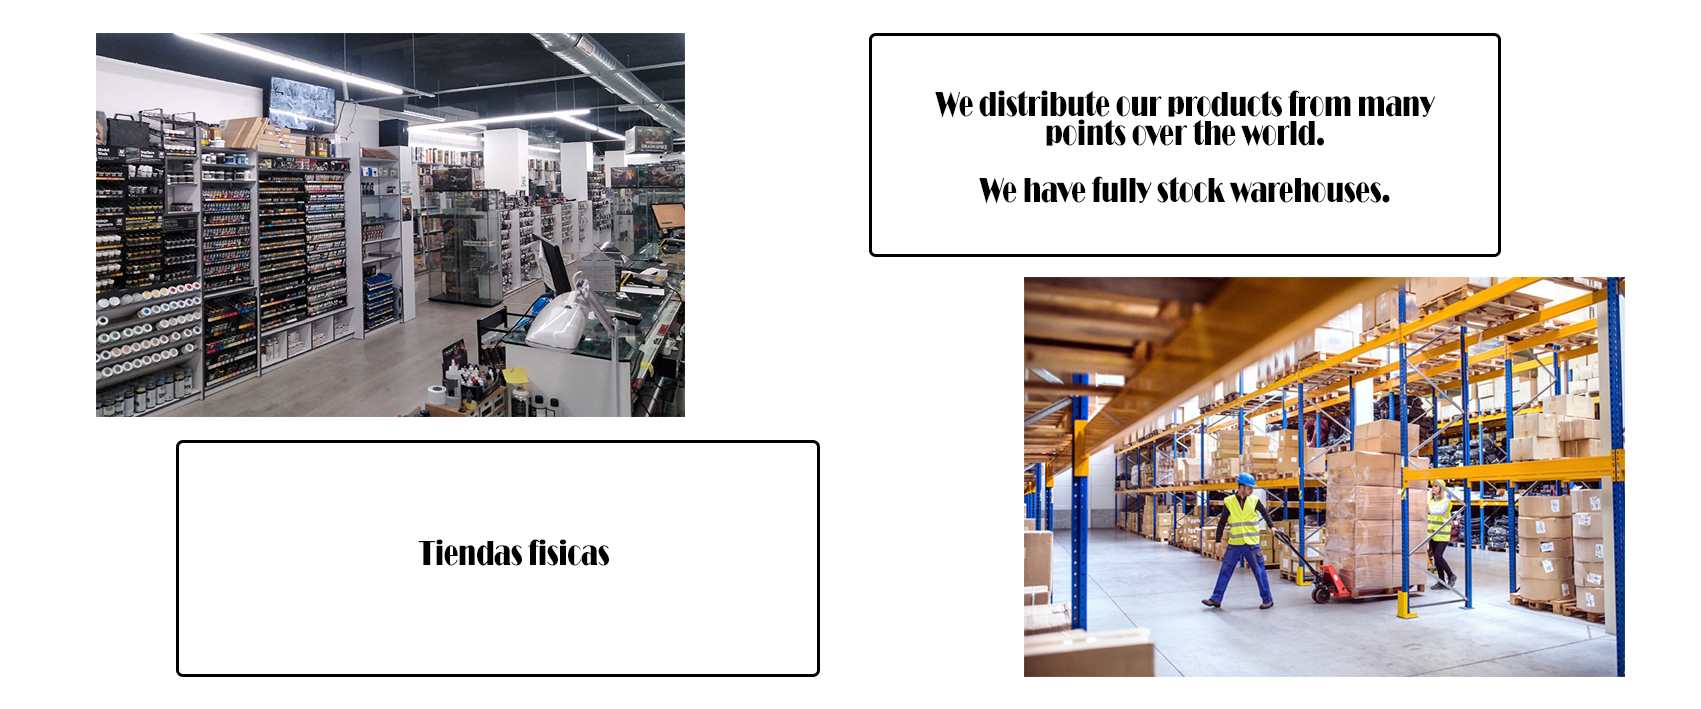 We distribute our products from many
points over the world.
We have fully stock warehouses.
Tiendas fisicas